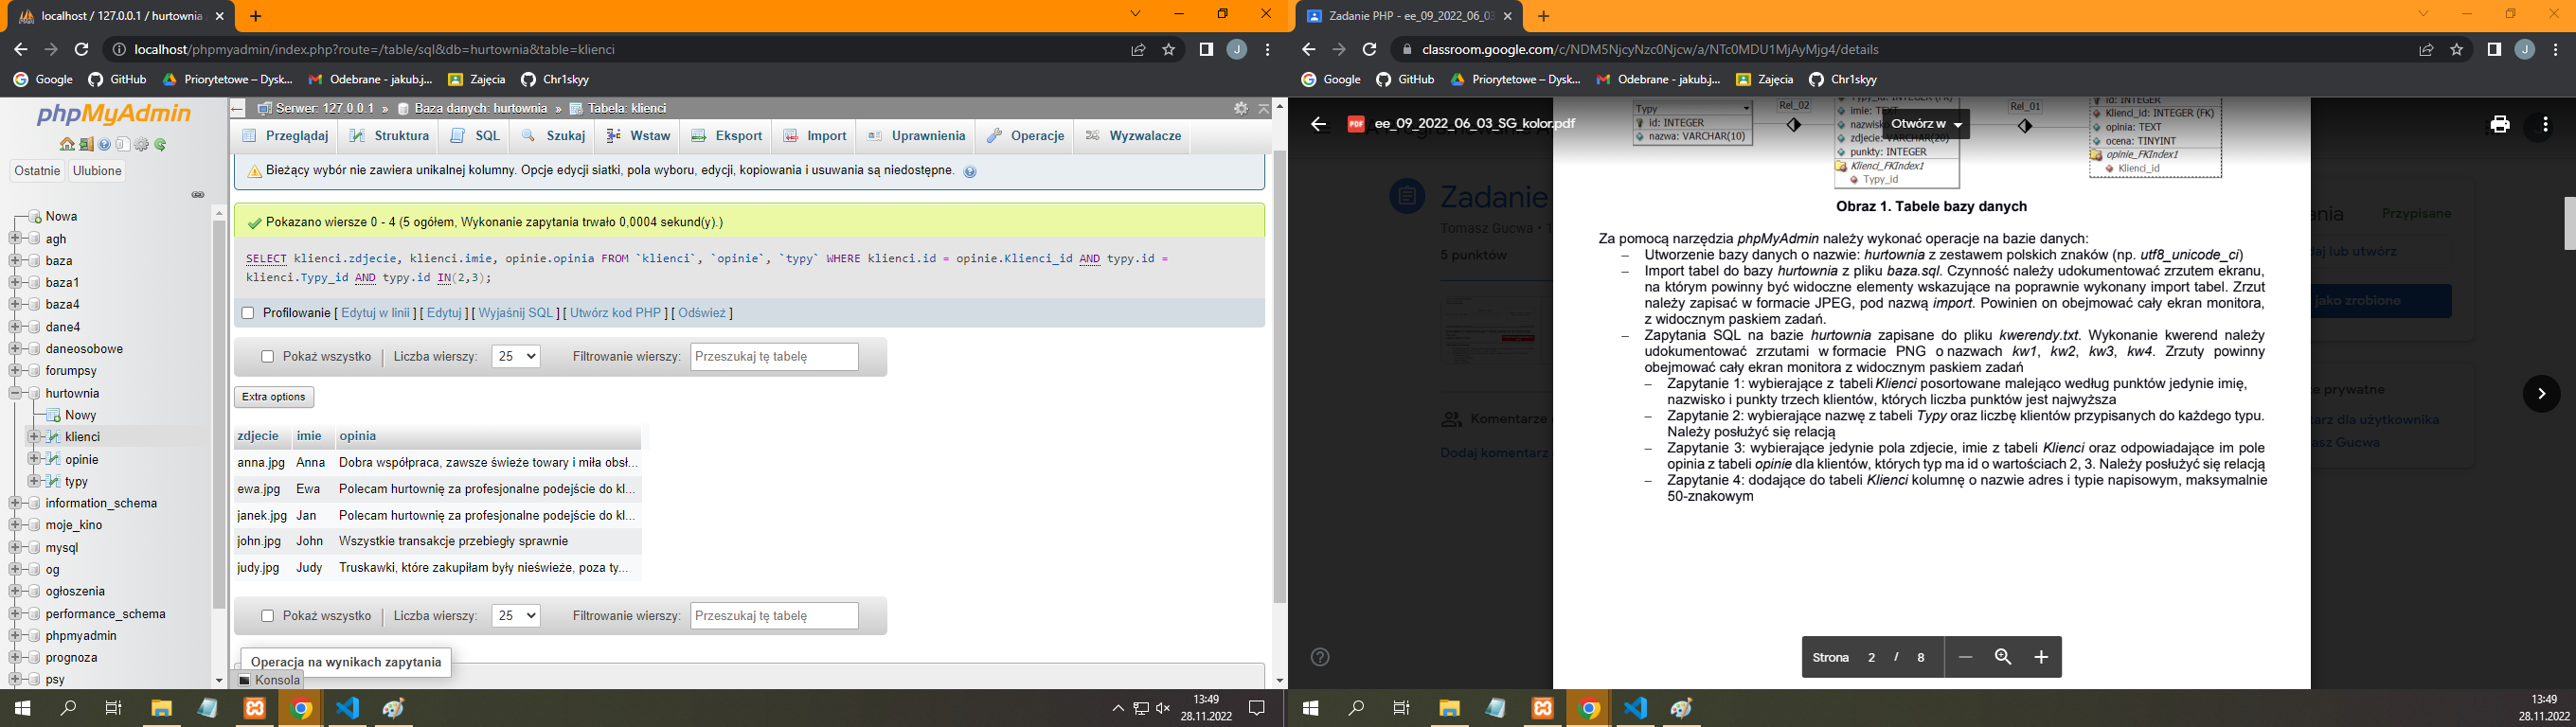 localhost / 127.0.0.1 / hurtownia
localhost/phpmyadmin/index.php?route=/table/sql&db=hurtownia&table=klienci
J
Google
GitHub
Priorytetowe – Dysk...
Odebrane - jakub.j...
Zajęcia
Chr1skyy
phpMyAdmin
Ostatnie
Ulubione
Nowa
agh
baza
baza1
baza4
dane4
daneosobowe
forumpsy
hurtownia
Nowy
klienci
opinie
typy
information_schema
moje_kino
mysql
og
ogłoszenia
performance_schema
phpmyadmin
prognoza
psy
Serwer: 127.0.0.1 » Baza danych: hurtownia » Tabela: klienci
Przeglądaj
Struktura
SQL
Szukaj
Wstaw
Eksport
Import
Uprawnienia
Operacje
Wyzwalacze
Bieżący wybór nie zawiera unikalnej kolumny. Opcje edycji siatki, pola wyboru, edycji, kopiowania i usuwania są niedostępne.
Pokazano wiersze 0 - 4 (5 ogółem, Wykonanie zapytania trwało 0,0004 sekund(y).)
SELECT klienci.zdjecie, klienci.imie, opinie.opinia FROM `klienci`, `opinie`, `typy` WHERE klienci.id = opinie.Klienci_id AND typy.id =
klienci.Typy_id AND typy.id IN(2,3);
Profilowanie [ Edytuj w linii ] [ Edytuj ] [ Wyjaśnij SQL ] [ Utwórz kod PHP ] [ Odśwież ]
Pokaż wszystko
Liczba wierszy:
25
Filtrowanie wierszy:
Przeszukaj tę tabelę
Extra options
zdjecie imie opinia
anna.jpg Anna Dobra współpraca, zawsze świeże towary i miła obsł...
ewa.jpg Ewa Polecam hurtownię za profesjonalne podejście do kl...
janek.jpg Jan Polecam hurtownię za profesjonalne podejście do kl...
john.jpg John Wszystkie transakcje przebiegły sprawnie
judy.jpg Judy Truskawki, które zakupiłam były nieświeże, poza ty...
Pokaż wszystko
Liczba wierszy:
25
Filtrowanie wierszy:
Przeszukaj tę tabelę
Operacja na wynikach zapytania
Konsola
13:49
28.11.2022
Zadanie PHP - ee_09_2022_06_03
classroom.google.com/c/NDM5NjcyNzc0Njcw/a/NTc0MDU1MjAyMjg4/details
J
Google
GitHub
Priorytetowe – Dysk...
Odebrane - jakub.j...
Zajęcia
Chr1skyy
PDF
ee_09_2022_06_03_SG_kolor.pdf
Otwórz w
Zadanie
Tomasz Gucwa
5 punktów
Komentarze
Dodaj komentarz
Przypisane
lub utwórz
jako zrobione
prywatne
dla użytkownika
Gucwa
Typy
id: INTEGER
nazwa: VARCHAR(10)
Rel_02
Typy_id: INTEGER (FK)
imie: TEXT
nazwisko
zdjecie: VARCHAR(20)
punkty: INTEGER
Klienci_FKIndex1
Typy_id
Rel_01
id: INTEGER
Klienci_id: INTEGER (FK)
opinia: TEXT
ocena: TINYINT
opinie_FKIndex1
Klienci_id
Obraz 1. Tabele bazy danych
Za pomocą narzędzia phpMyAdmin należy wykonać operacje na bazie danych:
– Utworzenie bazy danych o nazwie: hurtownia z zestawem polskich znaków (np. utf8_unicode_ci)
– Import tabel do bazy hurtownia z pliku baza.sql. Czynność należy udokumentować zrzutem ekranu,
na którym powinny być widoczne elementy wskazujące na poprawnie wykonany import tabel. Zrzut
należy zapisać w formacie JPEG, pod nazwą import. Powinien on obejmować cały ekran monitora,
z widocznym paskiem zadań.
– Zapytania SQL na bazie hurtownia zapisane do pliku kwerendy.txt. Wykonanie kwerend należy
udokumentować zrzutami w formacie PNG o nazwach kw1, kw2, kw3, kw4. Zrzuty powinny
obejmować cały ekran monitora z widocznym paskiem zadań
– Zapytanie 1: wybierające z tabeli Klienci posortowane malejąco według punktów jedynie imię,
nazwisko i punkty trzech klientów, których liczba punktów jest najwyższa
– Zapytanie 2: wybierające nazwę z tabeli Typy oraz liczbę klientów przypisanych do każdego typu.
Należy posłużyć się relacją
– Zapytanie 3: wybierające jedynie pola zdjecie, imie z tabeli Klienci oraz odpowiadające im pole
opinia z tabeli opinie dla klientów, których typ ma id o wartościach 2, 3. Należy posłużyć się relacją
– Zapytanie 4: dodające do tabeli Klienci kolumnę o nazwie adres i typie napisowym, maksymalnie
50-znakowym
Strona 2 / 8
13:49
28.11.2022